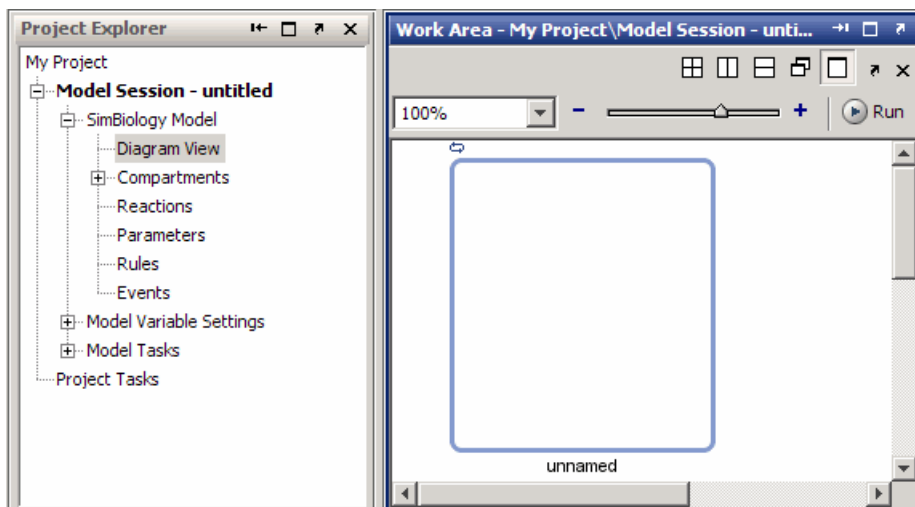 Project Explorer
My Project
Model Session - untitled
SimBiology Model
Diagram View
Compartments
Reactions
Parameters
Rules
Events
Model Variable Settings
Model Tasks
Project Tasks
Work Area - My Project\Model Session - unti...
100%
Run
unnamed